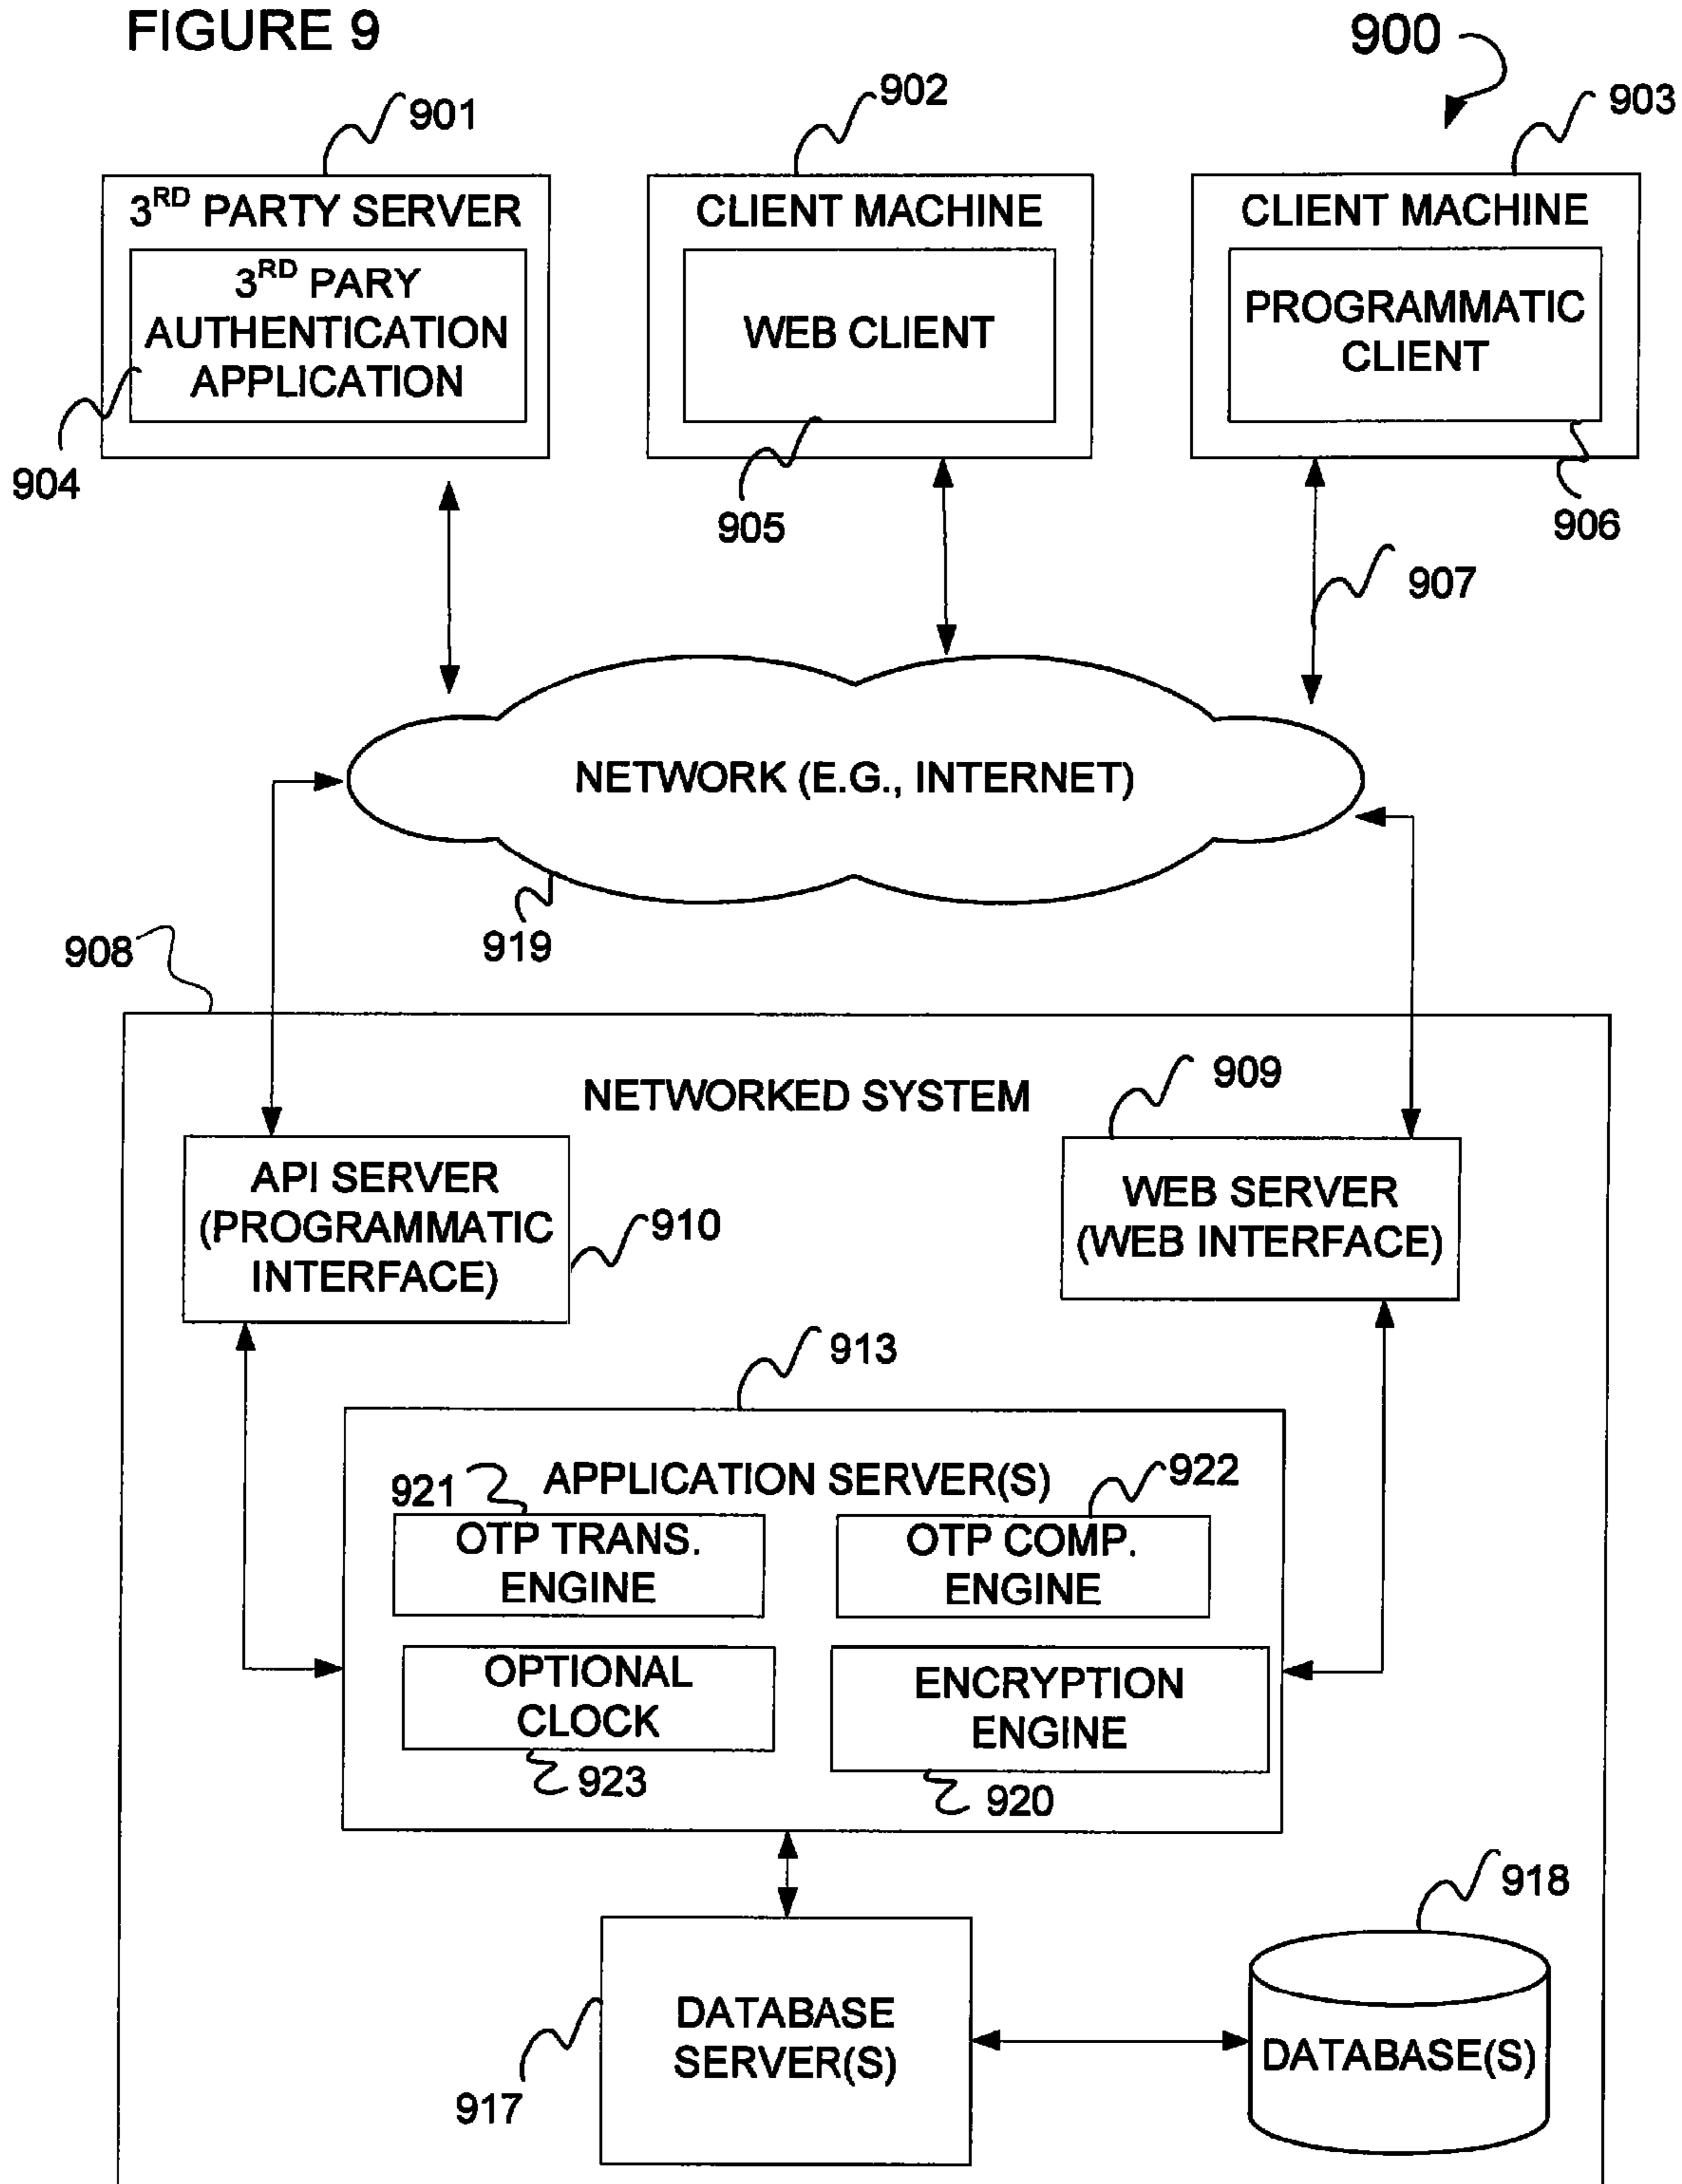 FIGURE 9
900
901
902
903
3RD PARTY SERVER
3RD PARY
AUTHENTICATION
APPLICATION
904
CLIENT MACHINE
WEB CLIENT
905
CLIENT MACHINE
PROGRAMMATIC
CLIENT
906
907
NETWORK (E.G., INTERNET)
919
908
NETWORKED SYSTEM
909
API SERVER
(PROGRAMMATIC
INTERFACE)
910
WEB SERVER
(WEB INTERFACE)
913
APPLICATION SERVER(S)
921
922
OTP TRANS.
ENGINE
OTP COMP.
ENGINE
OPTIONAL
CLOCK
923
ENCRYPTION
ENGINE
920
918
DATABASE
SERVER(S)
917
DATABASE(S)